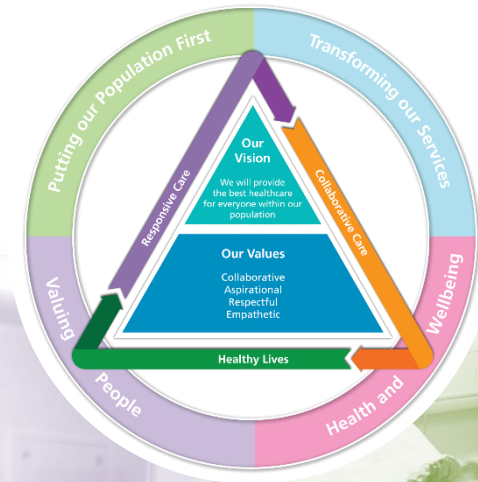 Putting our Population First
Transforming our Services
Valuing People
Health and Wellbeing
Responsive Care
Collaborative Care
Healthy Lives
Our
Vision
We will provide
the best healthcare
for everyone within our
population
Our Values
Collaborative
Aspirational
Respectful
Empathetic